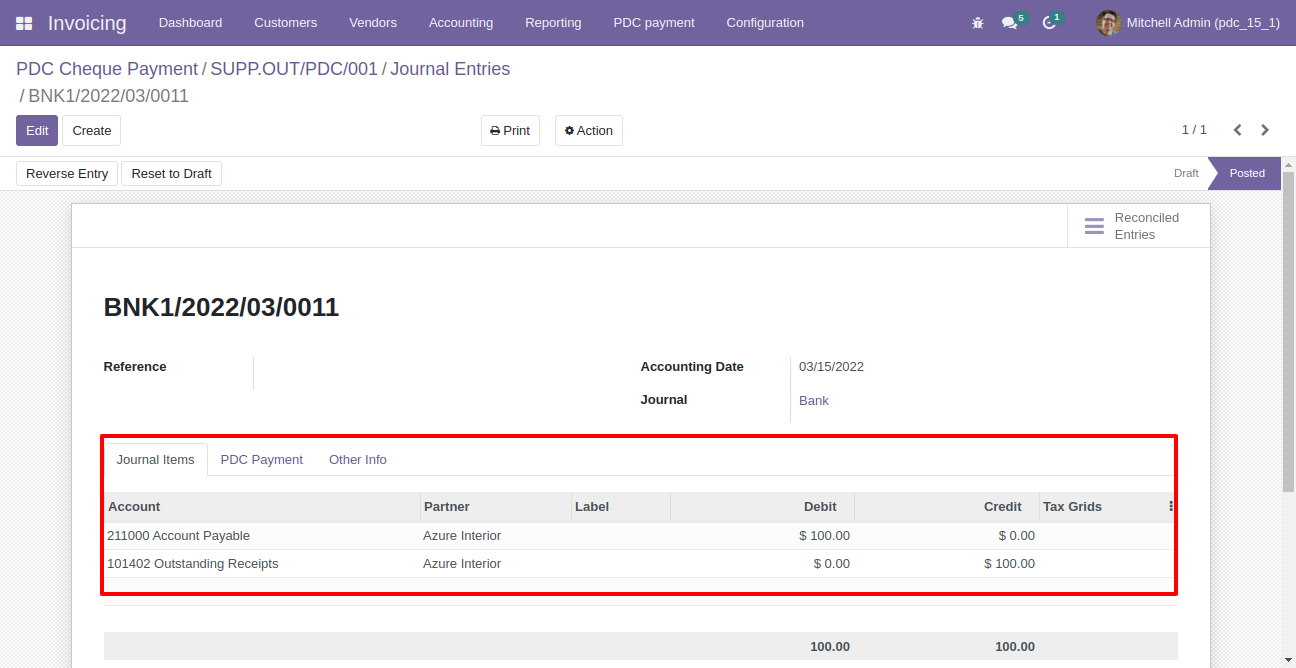 Invoicing Dashboard Customers Vendors Accounting Reporting PDC payment Configuration 5 1 Mitchell Admin (pdc_15_1)
PDC Cheque Payment / SUPP.OUT/PDC/001 / Journal Entries
/ BNK1/2022/03/0011
Edit Create Print Action 1 / 1
Reverse Entry Reset to Draft Draft Posted
Reconciled
Entries
BNK1/2022/03/0011
Reference Accounting Date 03/15/2022
Journal Bank
Journal Items PDC Payment Other Info
Account Partner Label Debit Credit Tax Grids
211000 Account Payable Azure Interior $ 100.00 $ 0.00
101402 Outstanding Receipts Azure Interior $ 0.00 $ 100.00
100.00 100.00